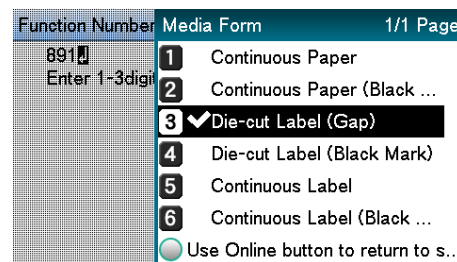 Function Number
Media Form 1/1 Page
891
Enter 1-3digi
1 Continuous Paper
2 Continuous Paper (Black ...
3 Die-cut Label (Gap)
4 Die-cut Label (Black Mark)
5 Continuous Label
6 Continuous Label (Black ...
Use Online button to return to s..